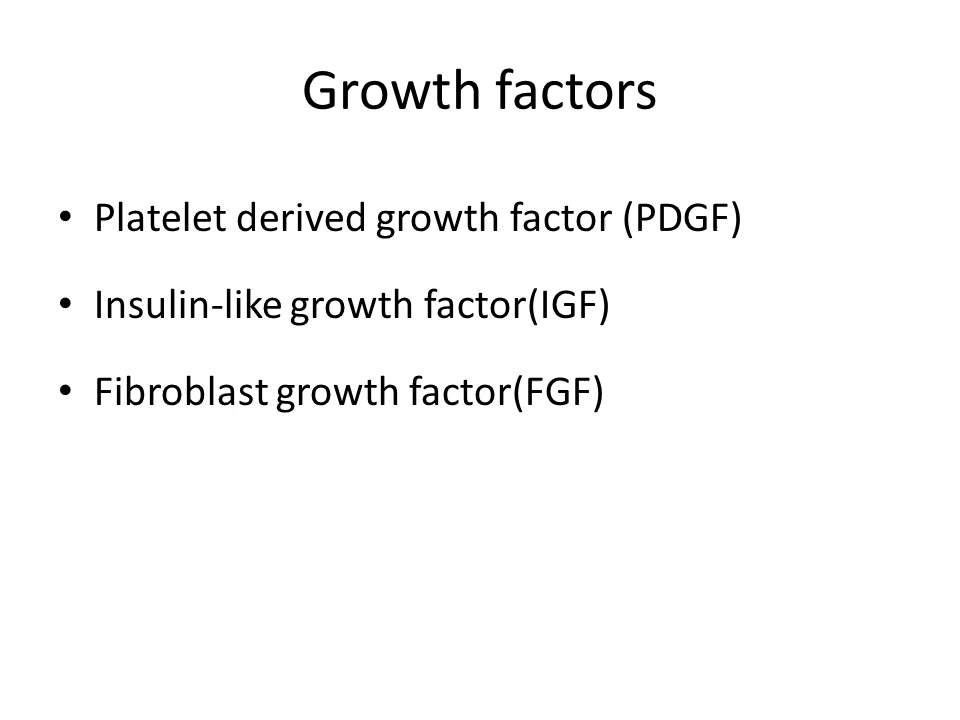 Growth factors
• Platelet derived growth factor (PDGF)
• Insulin-like growth factor(IGF)
• Fibroblast growth factor(FGF)